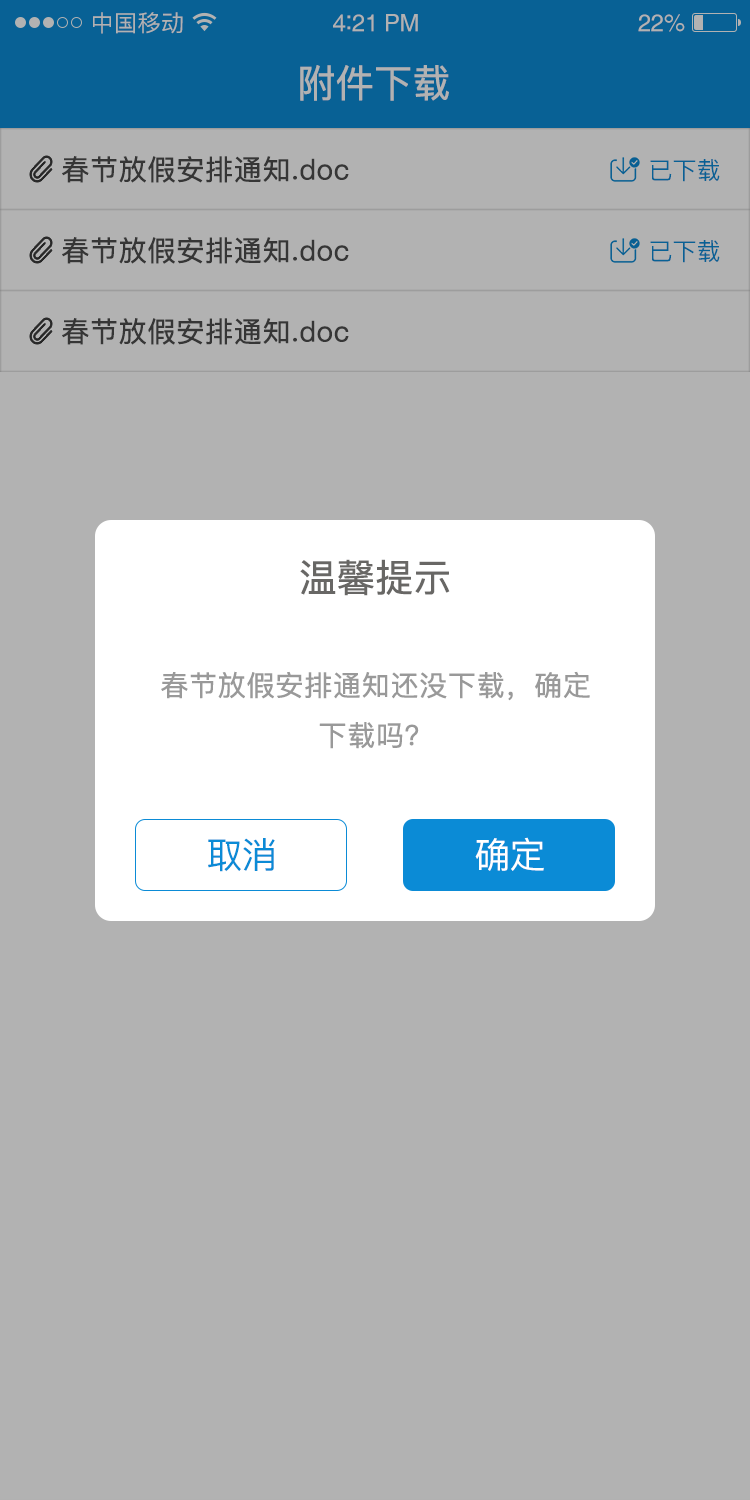 中国移动 4:21 PM 22%
附件下载
春节放假安排通知.doc 已下载
春节放假安排通知.doc 已下载
春节放假安排通知.doc
温馨提示
春节放假安排通知还没下载，确定
下载吗?
取消 确定